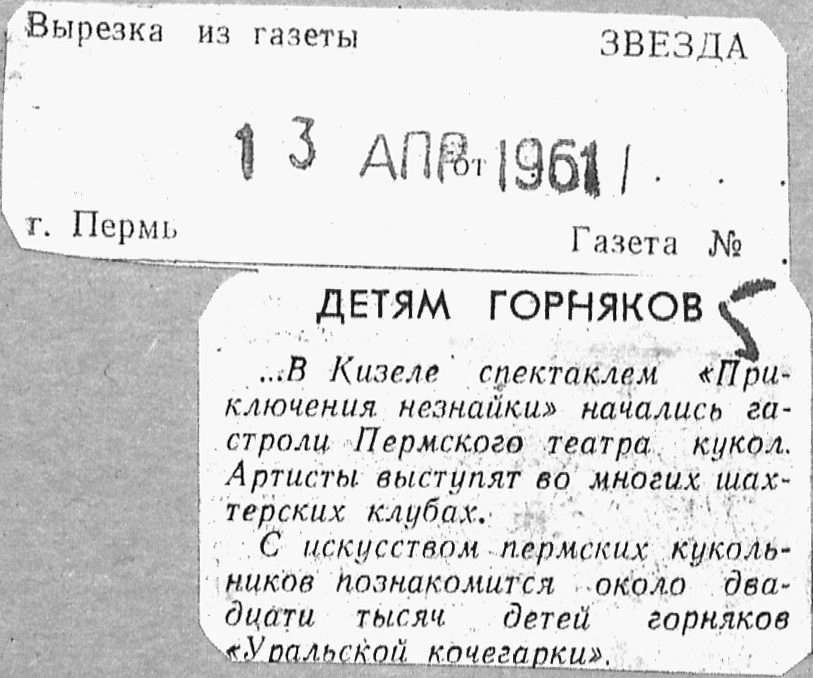 Вырезка из газеты ЗВЕЗДА
13 АПР от 1961
г. Пермь Газета №
ДЕТЯМ ГОРНЯКОВ
...В Кизеле спектаклем «При-
ключения незнайки» начались га-
строли Пермского театра кукол.
Артисты выступят во многих шах-
терских клубах.
С искусством пермских куколь-
ников познакомится около два-
дцати тысяч детей горняков
«Уральской кочегарки».